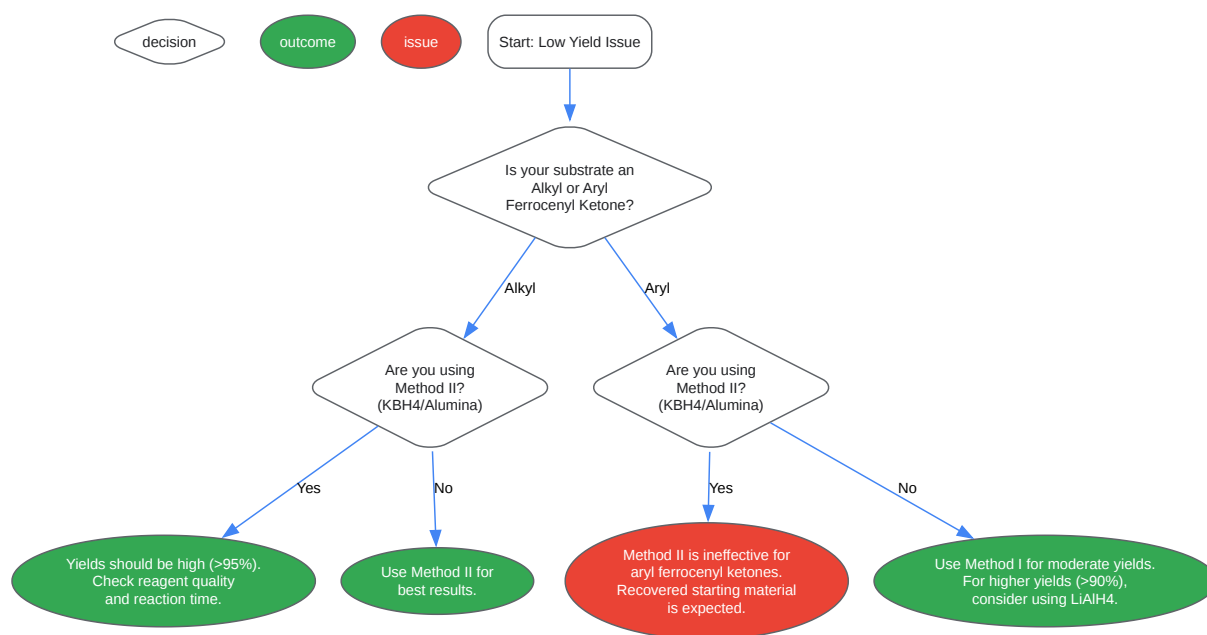 decision
outcome
issue
Start: Low Yield Issue
Is your substrate an
Alkyl or Aryl
Ferrocenyl Ketone?
Alkyl
Aryl
Are you using
Method II?
(KBH4/Alumina)
Are you using
Method II?
(KBH4/Alumina)
Yes
No
Yes
No
Yields should be high (>95%).
Check reagent quality
and reaction time.
Use Method II for
best results.
Method II is ineffective for
aryl ferrocenyl ketones.
Recovered starting material
is expected.
Use Method I for moderate yields.
For higher yields (>90%),
consider using LiAlH4.